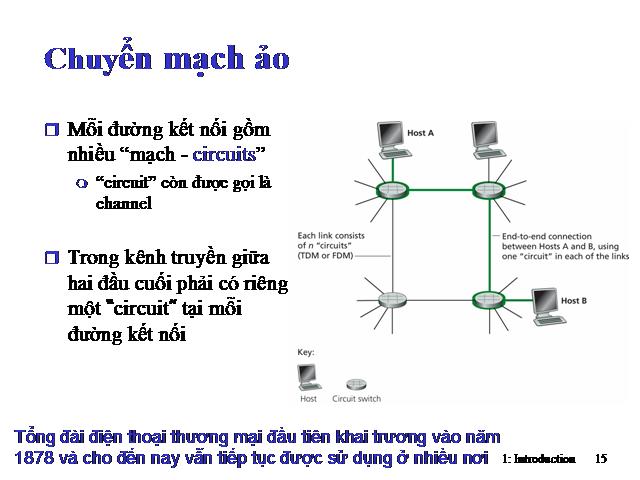 Chuyển mạch ảo
Mỗi đường kết nối gồm
nhiều “mạch - circuits”
“circuit” còn được gọi là
channel
Trong kênh truyền giữa
hai đầu cuối phải có riêng
một "circuit" tại mỗi
đường kết nối
Host A
Each link consists
of n “circuits”
(TDM or FDM)
End-to-end connection
between Hosts A and B, using
one “circuit” in each of the links
Host B
Key:
Host
Circuit switch
Tổng đài điện thoại thương mại đầu tiên khai trương vào năm
1878 và cho đến nay vẫn tiếp tục được sử dụng ở nhiều nơi
1: Introduction 15